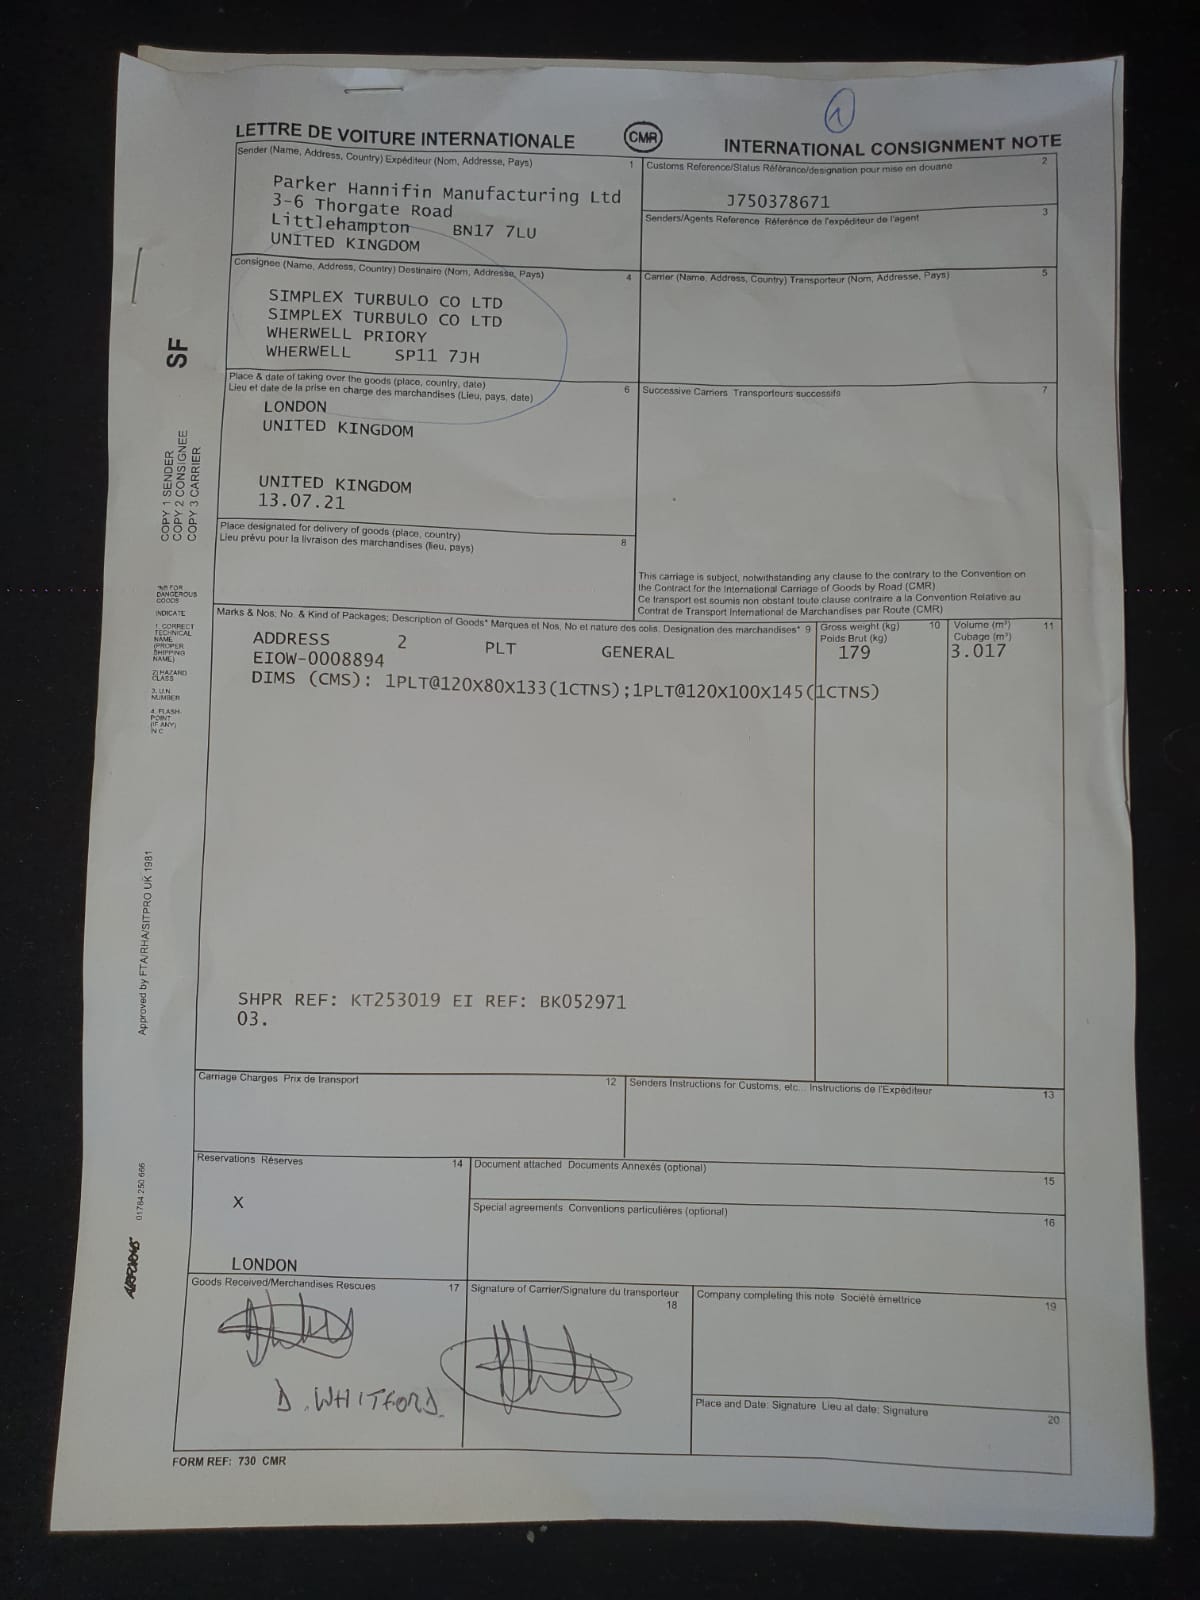 1
LETTRE DE VOITURE INTERNATIONALE
CMR
INTERNATIONAL CONSIGNMENT NOTE
Sender (Name, Address, Country) Expéditeur (Nom, Addresse, Pays) 1
Parker Hannifin Manufacturing Ltd
3-6 Thorgate Road
Littlehampton BN17 7LU
UNITED KINGDOM
Customs Reference/Status Référance/designation pour mise en douane 2
J750378671
Senders/Agents Reference Référence de l'expéditeur de l'agent 3
Consignee (Name, Address, Country) Destinaire (Nom, Addresse, Pays) 4
SIMPLEX TURBULO CO LTD
SIMPLEX TURBULO CO LTD
WHERWELL PRIORY
WHERWELL SP11 7JH
Carrier (Name, Address, Country) Transporteur (Nom, Addresse, Pays) 5
Place & date of taking over the goods (place, country, date) 6
Lieu et date de la prise en charge des marchandises (Lieu, pays, date)
LONDON
UNITED KINGDOM
UNITED KINGDOM
13.07.21
Successive Carriers Transporteurs successifs 7
Place designated for delivery of goods (place, country) 8
Lieu prévu pour la livraison des marchandises (lieu, pays)
This carriage is subject, notwithstanding any clause to the contrary to the Convention on
the Contract for the International Carriage of Goods by Road (CMR)
Ce transport est soumis non obstant toute clause contraire a la Convention Relative au
Contrat de Transport International de Marchandises par Route (CMR)
SF
COPY 1 SENDER
COPY 2 CONSIGNEE
COPY 3 CARRIER
FOR
DANGEROUS
GOODS
INDICATE
1. CORRECT
TECHNICAL
NAME
(PROPER
SHIPPING
NAME)
2) HAZARD
CLASS
3. U.N.
NUMBER
4. FLASH
POINT
(IF ANY)
IN C
Marks & Nos; No. & Kind of Packages; Description of Goods* Marques et Nos, No et nature des colis, Designation des marchandises* 9
Gross weight (kg) 10
Poids Brut (kg)
Volume (m³) 11
Cubage (m³)
ADDRESS 2 PLT GENERAL 179 3.017
EIOW-0008894
DIMS (CMS): 1PLT@120X80X133(1CTNS);1PLT@120X100X145(1CTNS)
SHPR REF: KT253019 EI REF: BK052971
03.
Approved by FTA/RHA/SITPRO UK 1981
01784 250 666
AIRFORMS
Carriage Charges Prix de transport 12
Senders Instructions for Customs, etc... Instructions de l'Expéditeur 13
Reservations Réserves 14
X
LONDON
Document attached Documents Annexés (optional) 15
Special agreements Conventions particuliéres (optional) 16
Goods Received/Merchandises Rescues 17
D. WHITFORD.
Signature of Carrier/Signature du transporteur 18
Company completing this note Société émettrice 19
Place and Date; Signature Lieu at date; Signature 20
FORM REF: 730 CMR